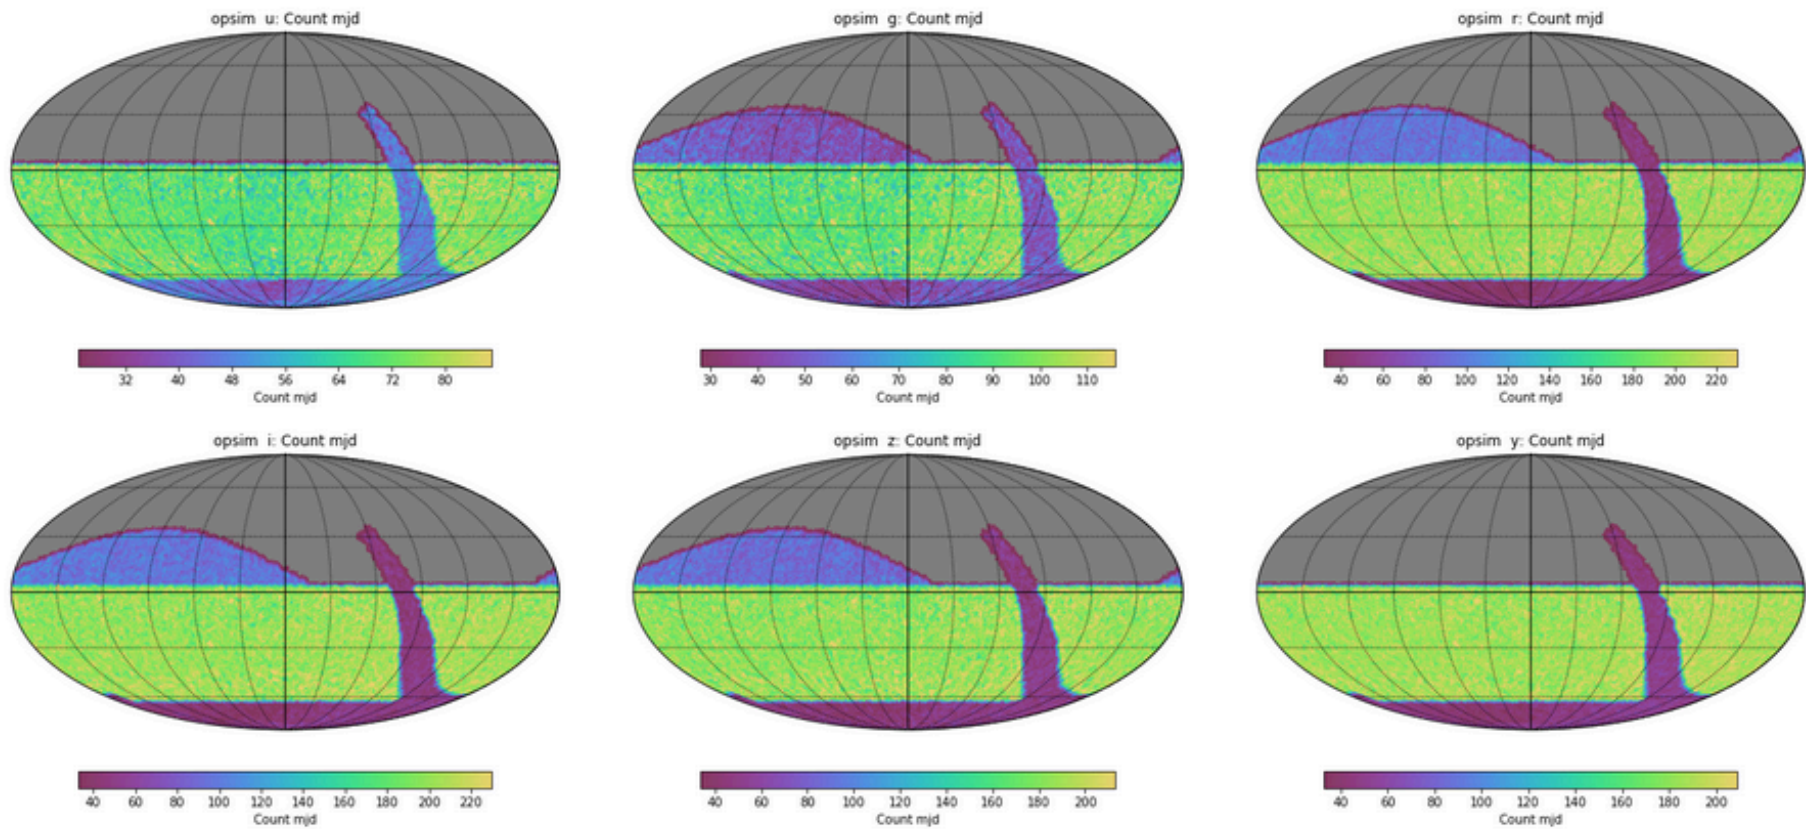 opsim u: Count mjd
opsim g: Count mjd
opsim r: Count mjd
32 40 48 56 64 72 80
Count mjd
30 40 50 60 70 80 90 100 110
Count mjd
40 60 80 100 120 140 160 180 200 220
Count mjd
opsim i: Count mjd
opsim z: Count mjd
opsim y: Count mjd
40 60 80 100 120 140 160 180 200 220
Count mjd
40 60 80 100 120 140 160 180 200
Count mjd
40 60 80 100 120 140 160 180 200
Count mjd